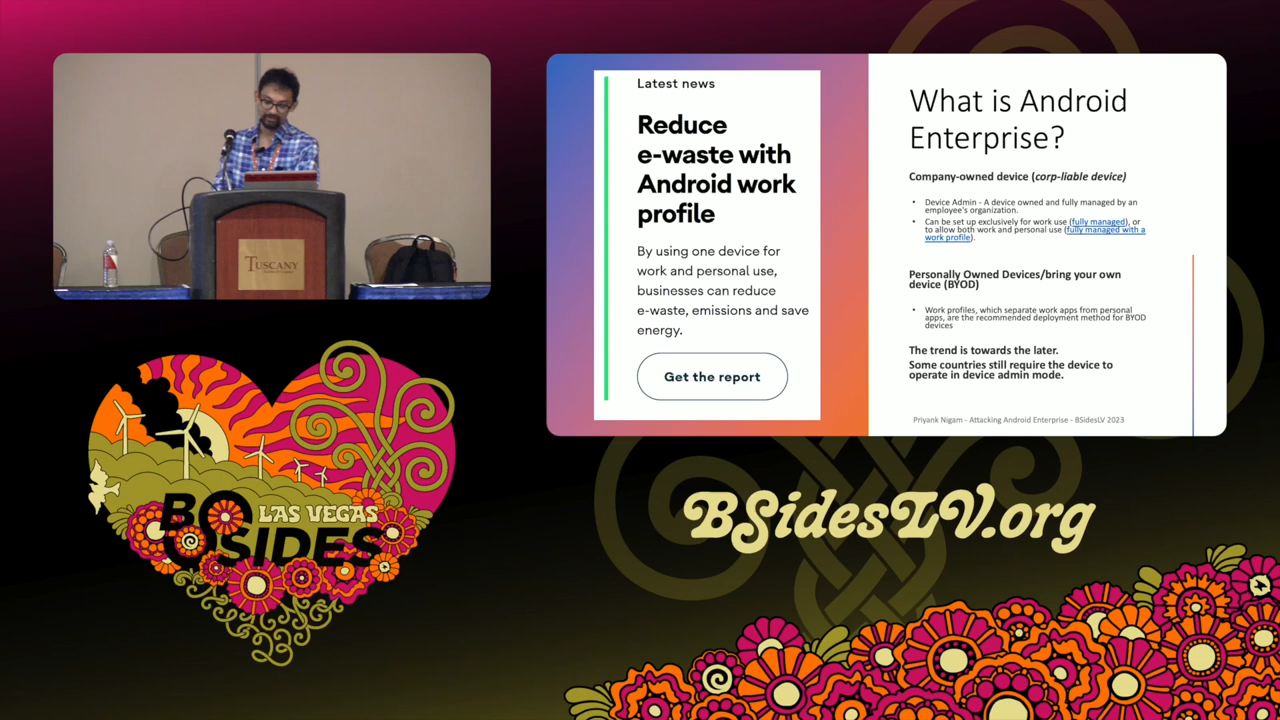 TUSCANY
Latest news
Reduce
e-waste with
Android work
profile
By using one device for
work and personal use,
businesses can reduce
e-waste, emissions and save
energy.
Get the report
What is Android
Enterprise?
Company-owned device (corp-liable device)
• Device Admin - A device owned and fully managed by an
employee's organization.
• Can be set up exclusively for work use (fully managed), or
to allow both work and personal use (fully managed with a
work profile).
Personally Owned Devices/bring your own
device (BYOD)
• Work profiles, which separate work apps from personal
apps, are the recommended deployment method for BYOD
devices
The trend is towards the later.
Some countries still require the device to
operate in device admin mode.
Priyank Nigam - Attacking Android Enterprise - BSidesLV 2023
LAS VEGAS
BSIDES
23
BSidesLV.org